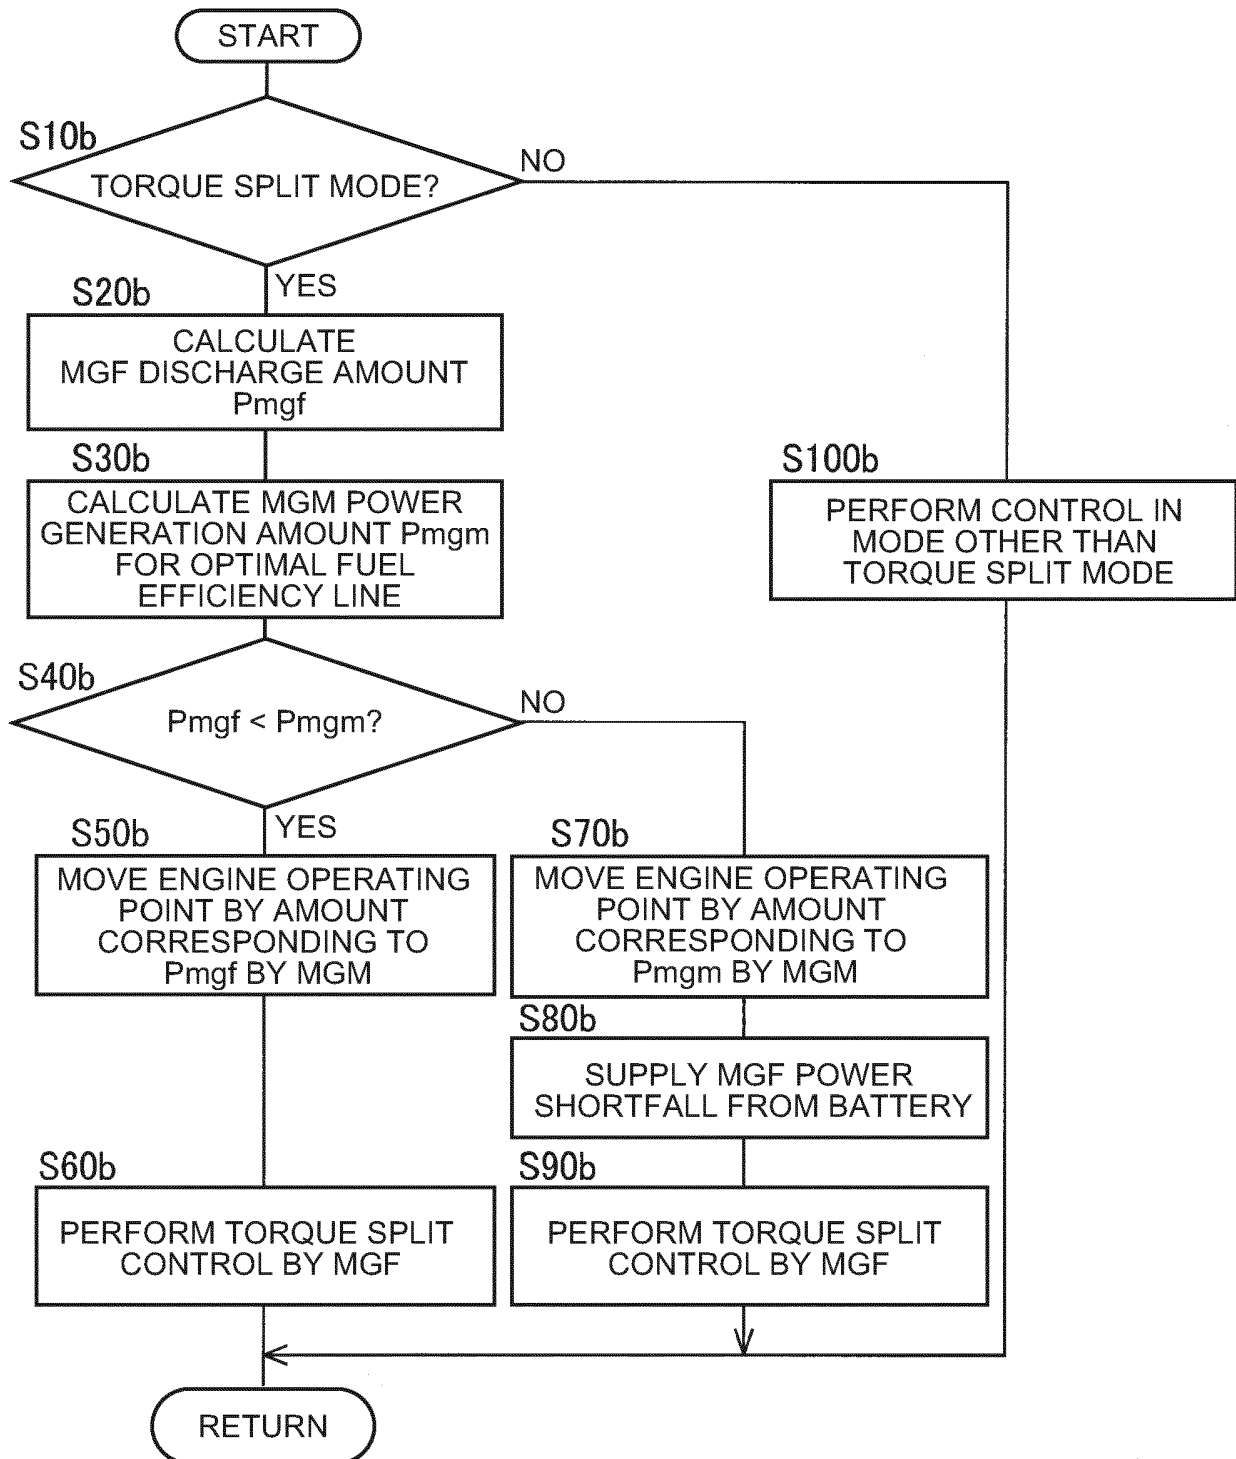 START
S10b
TORQUE SPLIT MODE?
NO
YES
S20b
CALCULATE
MGF DISCHARGE AMOUNT
Pmgf
S30b
CALCULATE MGM POWER
GENERATION AMOUNT Pmgm
FOR OPTIMAL FUEL
EFFICIENCY LINE
S100b
PERFORM CONTROL IN
MODE OTHER THAN
TORQUE SPLIT MODE
S40b
Pmgf < Pmgm?
NO
YES
S50b
MOVE ENGINE OPERATING
POINT BY AMOUNT
CORRESPONDING TO
Pmgf BY MGM
S70b
MOVE ENGINE OPERATING
POINT BY AMOUNT
CORRESPONDING TO
Pmgm BY MGM
S80b
SUPPLY MGF POWER
SHORTFALL FROM BATTERY
S60b
PERFORM TORQUE SPLIT
CONTROL BY MGF
S90b
PERFORM TORQUE SPLIT
CONTROL BY MGF
RETURN